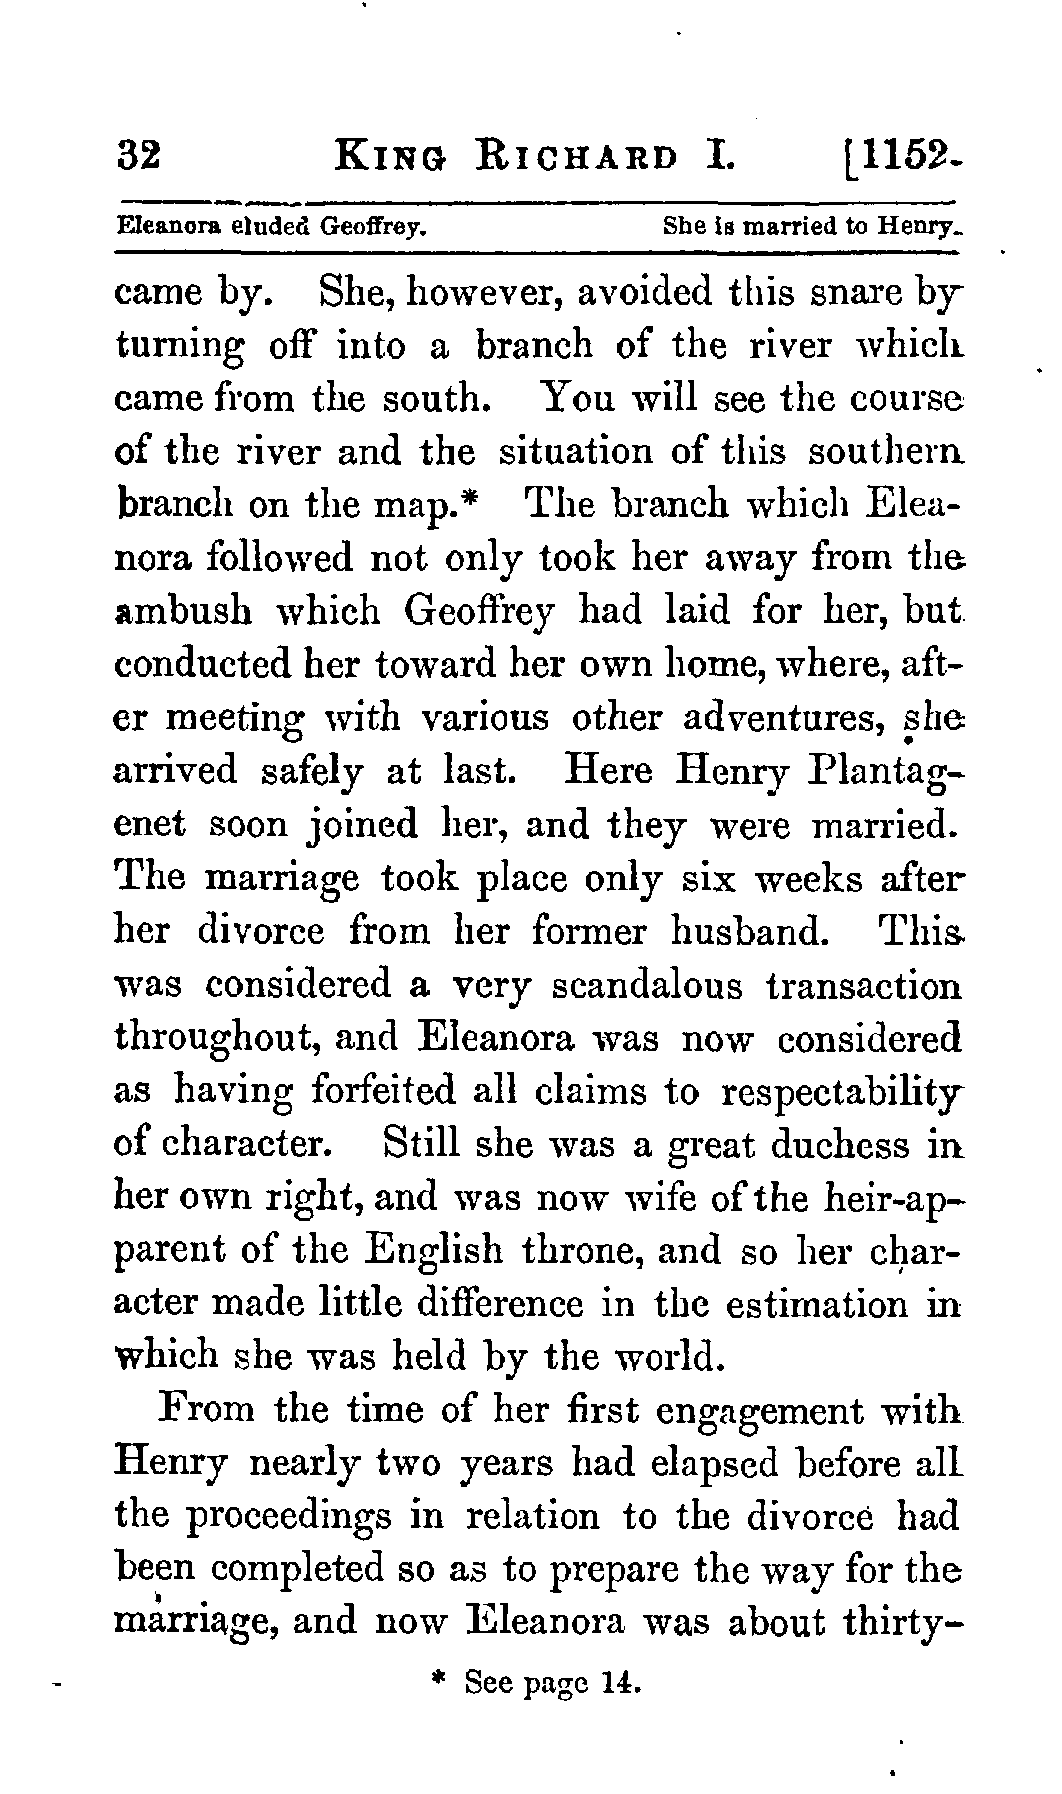 32 KING RICHARD I. [1152.
Eleanora eluded Geoffrey. She is married to Henry.
came by. She, however, avoided this snare by
turning off into a branch of the river which
came from the south. You will see the course
of the river and the situation of this southern
branch on the map.* The branch which Elea-
nora followed not only took her away from the
ambush which Geoffrey had laid for her, but
conducted her toward her own home, where, aft-
er meeting with various other adventures, she
arrived safely at last. Here Henry Plantag-
enet soon joined her, and they were married.
The marriage took place only six weeks after
her divorce from her former husband. This
was considered a very scandalous transaction
throughout, and Eleanora was now considered
as having forfeited all claims to respectability
of character. Still she was a great duchess in
her own right, and was now wife of the heir-ap-
parent of the English throne, and so her char-
acter made little difference in the estimation in
which she was held by the world.
From the time of her first engagement with
Henry nearly two years had elapsed before all
the proceedings in relation to the divorce had
been completed so as to prepare the way for the
marriage, and now Eleanora was about thirty-
* See page 14.